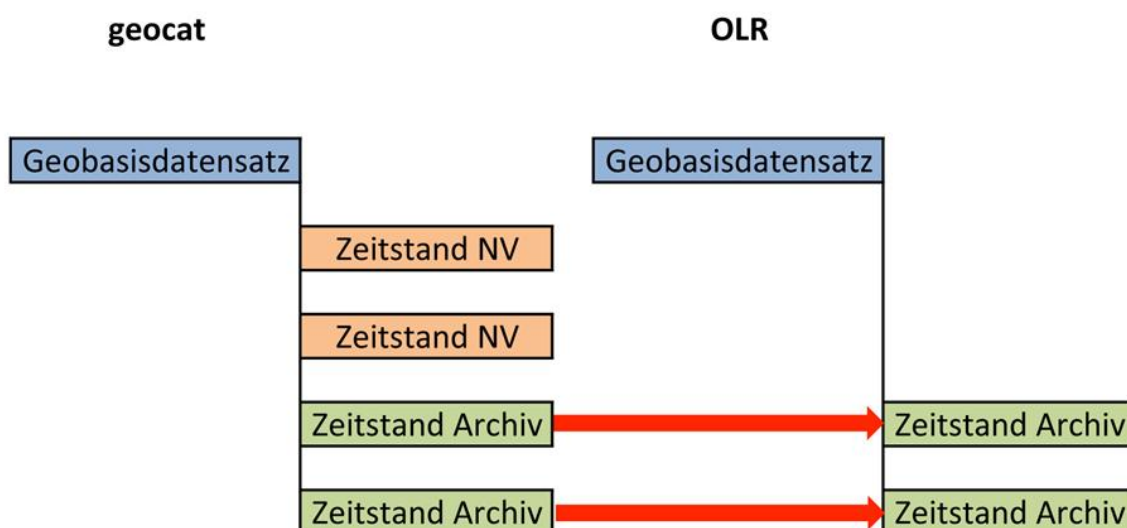 geocat OLR
Geobasisdatensatz Geobasisdatensatz
Zeitstand NV
Zeitstand NV
Zeitstand Archiv Zeitstand Archiv
Zeitstand Archiv Zeitstand Archiv